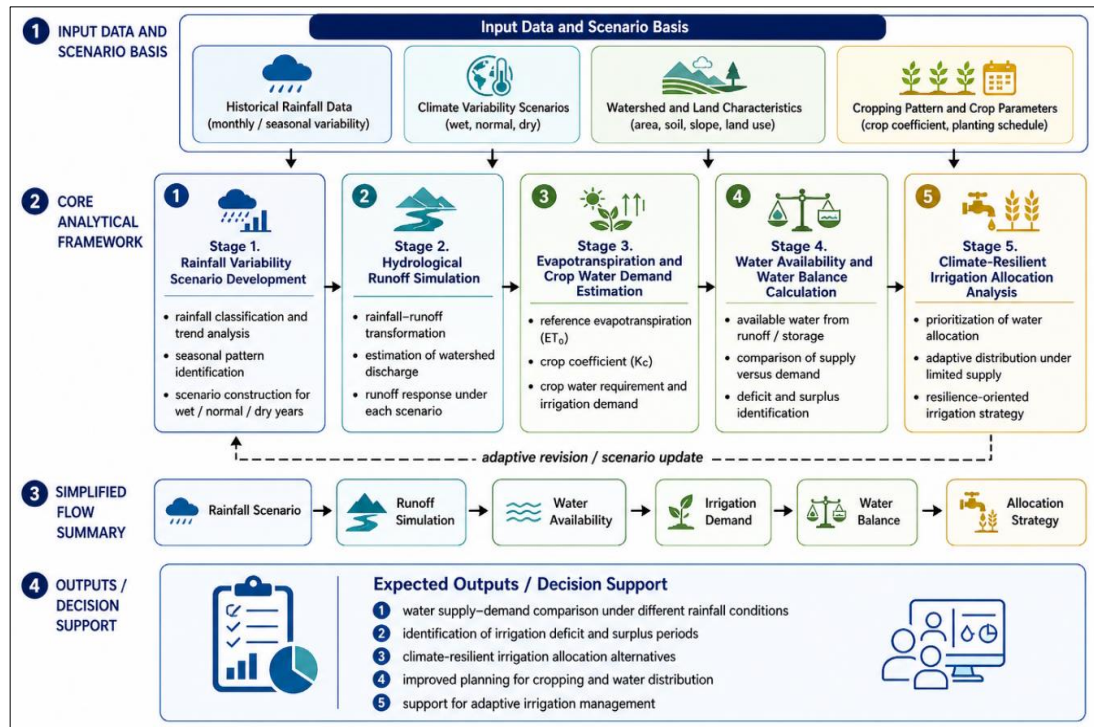 1 INPUT DATA AND
SCENARIO BASIS
Input Data and Scenario Basis
Historical Rainfall Data
(monthly / seasonal variability)
Climate Variability Scenarios
(wet, normal, dry)
Watershed and Land Characteristics
(area, soil, slope, land use)
Cropping Pattern and Crop Parameters
(crop coefficient, planting schedule)
2 CORE
ANALYTICAL
FRAMEWORK
1
Stage 1.
Rainfall Variability
Scenario Development
• rainfall classification and
trend analysis
• seasonal pattern
identification
• scenario construction for
wet / normal / dry years
2
Stage 2.
Hydrological
Runoff Simulation
• rainfall–runoff
transformation
• estimation of watershed
discharge
• runoff response under
each scenario
3
Stage 3.
Evapotranspiration and
Crop Water Demand
Estimation
• reference evapotranspiration
(ET₀)
• crop coefficient (Kc)
• crop water requirement and
irrigation demand
4
Stage 4.
Water Availability and
Water Balance
Calculation
• available water from
runoff / storage
• comparison of supply
versus demand
• deficit and surplus
identification
5
Stage 5.
Climate-Resilient
Irrigation Allocation
Analysis
• prioritization of water
allocation
• adaptive distribution under
limited supply
• resilience-oriented
irrigation strategy
adaptive revision / scenario update
3 SIMPLIFIED
FLOW
SUMMARY
Rainfall Scenario
Runoff
Simulation
Water
Availability
Irrigation
Demand
Water
Balance
Allocation
Strategy
4 OUTPUTS /
DECISION
SUPPORT
Expected Outputs / Decision Support
1 water supply–demand comparison under different rainfall conditions
2 identification of irrigation deficit and surplus periods
3 climate-resilient irrigation allocation alternatives
4 improved planning for cropping and water distribution
5 support for adaptive irrigation management